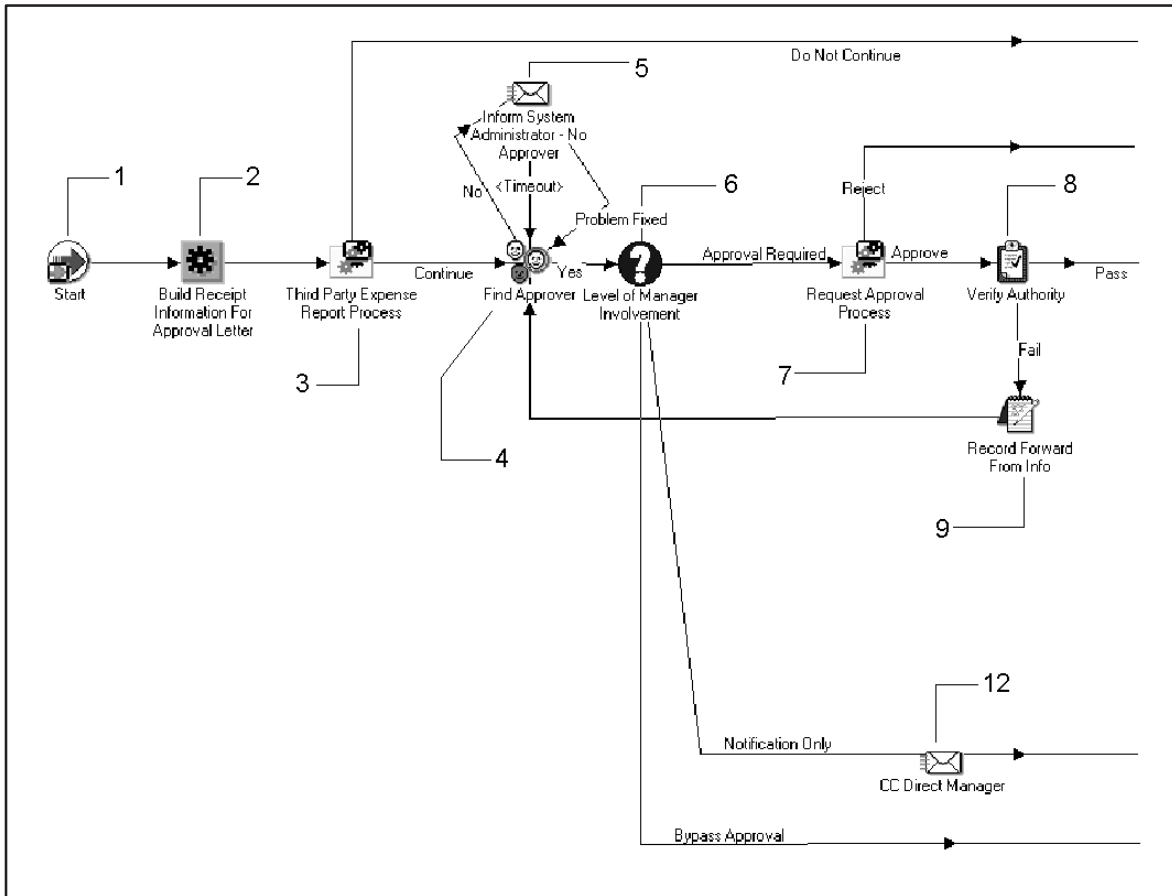 Do Not Continue
5
Inform System
Administrator - No
Approver
1
2
6
8
No
<Timeout>
Reject
Problem Fixed
Continue
Yes
Approval Required
Approve
Pass
Start
Build Receipt
Information For
Approval Letter
Third Party Expense
Report Process
Find Approver
Level of Manager
Involvement
Request Approval
Process
Verify Authority
3
7
Fail
4
Record Forward
From Info
9
12
Notification Only
CC Direct Manager
Bypass Approval